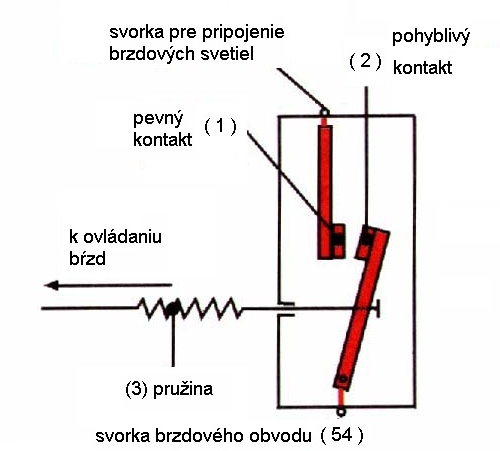 svorka pre pripojenie
brzdových svetiel
pohyblivý
( 2 )
kontakt
pevný
( 1 )
kontakt
k ovládaniu
bŕzd
(3) pružina
svorka brzdového obvodu ( 54 )